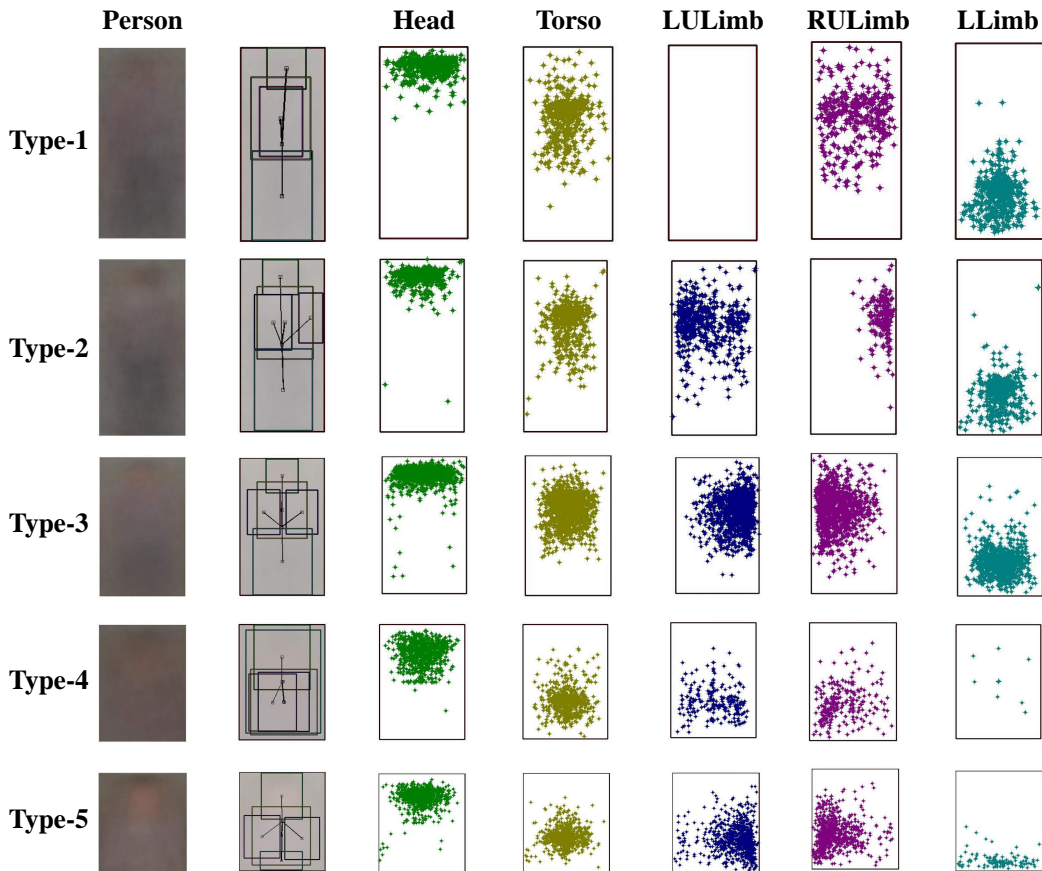 Person Head Torso LULimb RULimb LLimb
Type-1
Type-2
Type-3
Type-4
Type-5